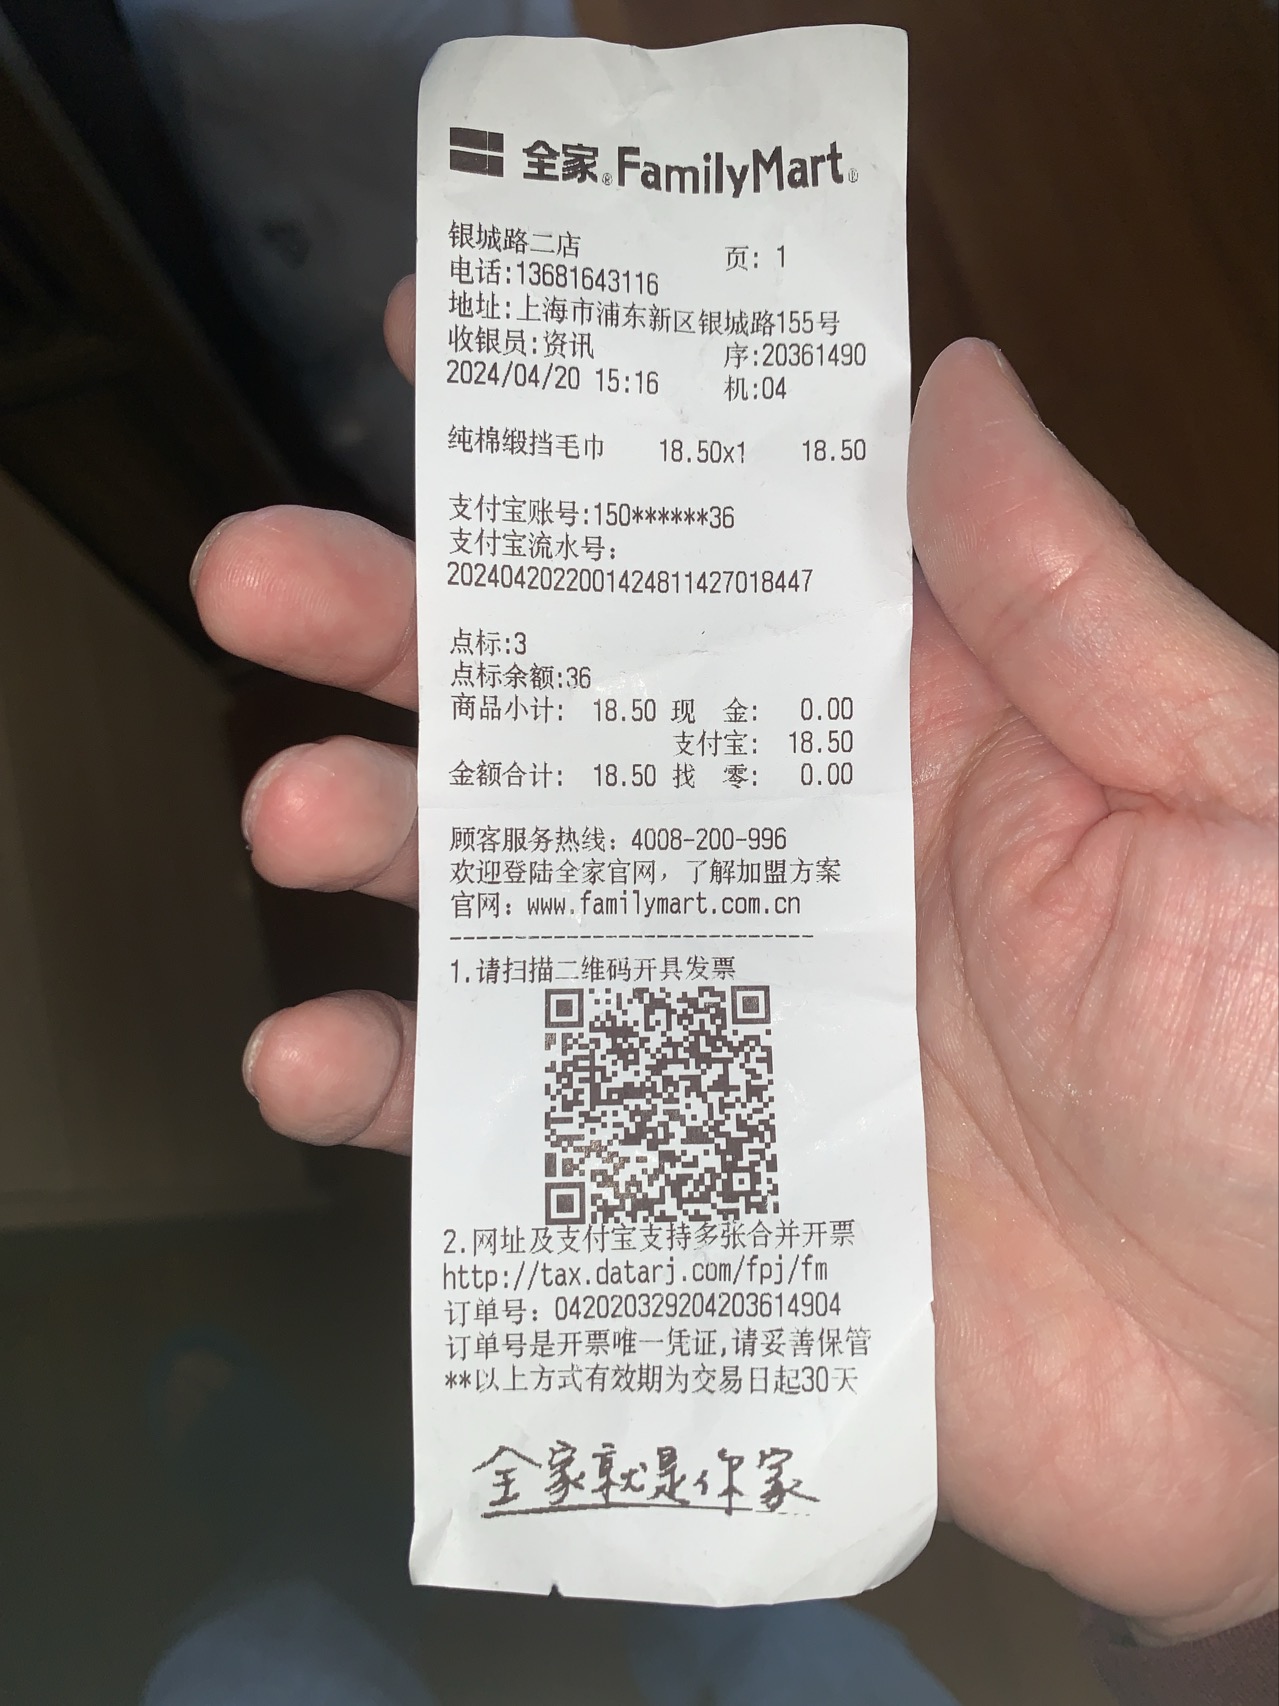 全家® FamilyMart®
银城路二店 页: 1
电话:13681643116
地址:上海市浦东新区银城路155号
收银员:资讯 序:20361490
2024/04/20 15:16 机:04
纯棉缎挡毛巾 18.50x1 18.50
支付宝账号:150******36
支付宝流水号:
2024042022001424811427018447
点标:3
点标余额:36
商品小计: 18.50 现 金: 0.00
支付宝: 18.50
金额合计: 18.50 找 零: 0.00
顾客服务热线: 4008-200-996
欢迎登陆全家官网，了解加盟方案
官网: www.familymart.com.cn
----------------------------
1.请扫描二维码开具发票
2.网址及支付宝支持多张合并开票
http://tax.datarj.com/fpj/fm
订单号: 042020329204203614904
订单号是开票唯一凭证,请妥善保管
**以上方式有效期为交易日起30天
全家就是你家